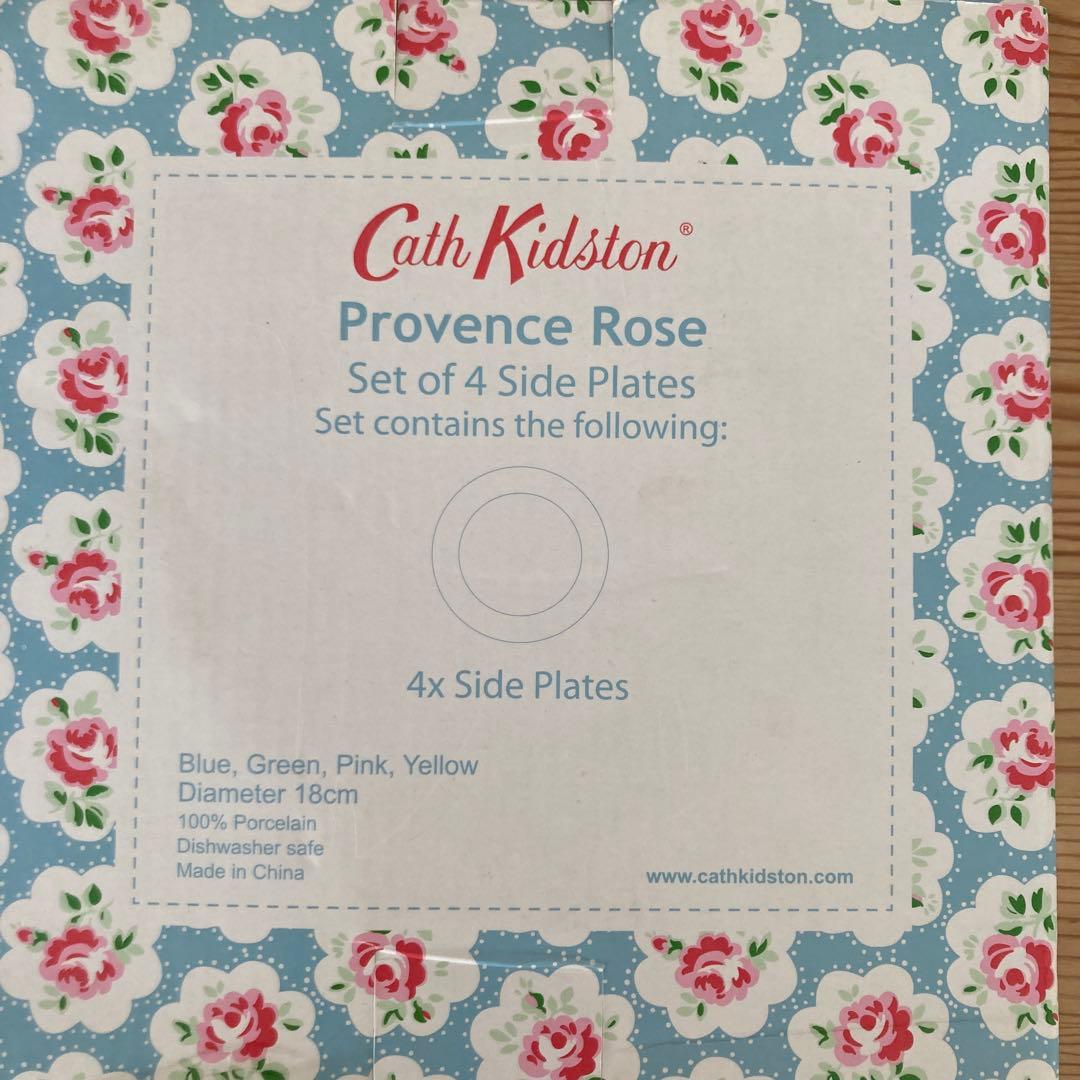 Cath Kidston®
Provence Rose
Set of 4 Side Plates
Set contains the following:
4x Side Plates
Blue, Green, Pink, Yellow
Diameter 18cm
100% Porcelain
Dishwasher safe
Made in China
www.cathkidston.com